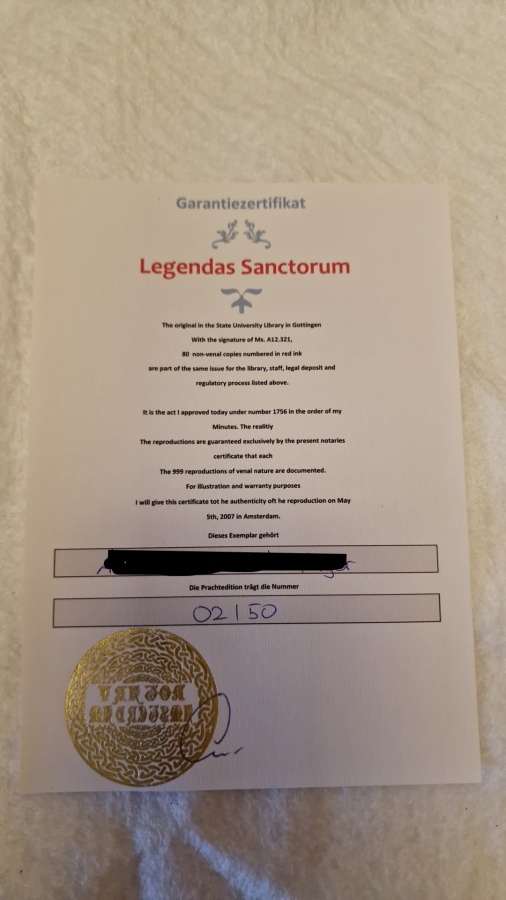 Garantiezertifikat
Legendas Sanctorum
The original in the State University Library in Gottingen
With the signature of Ms. A12.321,
80 non-venal copies numbered in red ink
are part of the same issue for the library, staff, legal deposit and
regulatory process listed above.
It is the act I approved today under number 1756 in the order of my
Minutes. The realitiy
The reproductions are guaranteed exclusively by the present notaries
certificate that each
The 999 reproductions of venal nature are documented.
For illustration and warranty purposes
I will give this certificate tot he authenticity oft he reproduction on May
5th, 2007 in Amsterdam.
Dieses Exemplar gehört
Die Prachtedition trägt die Nummer
02/50